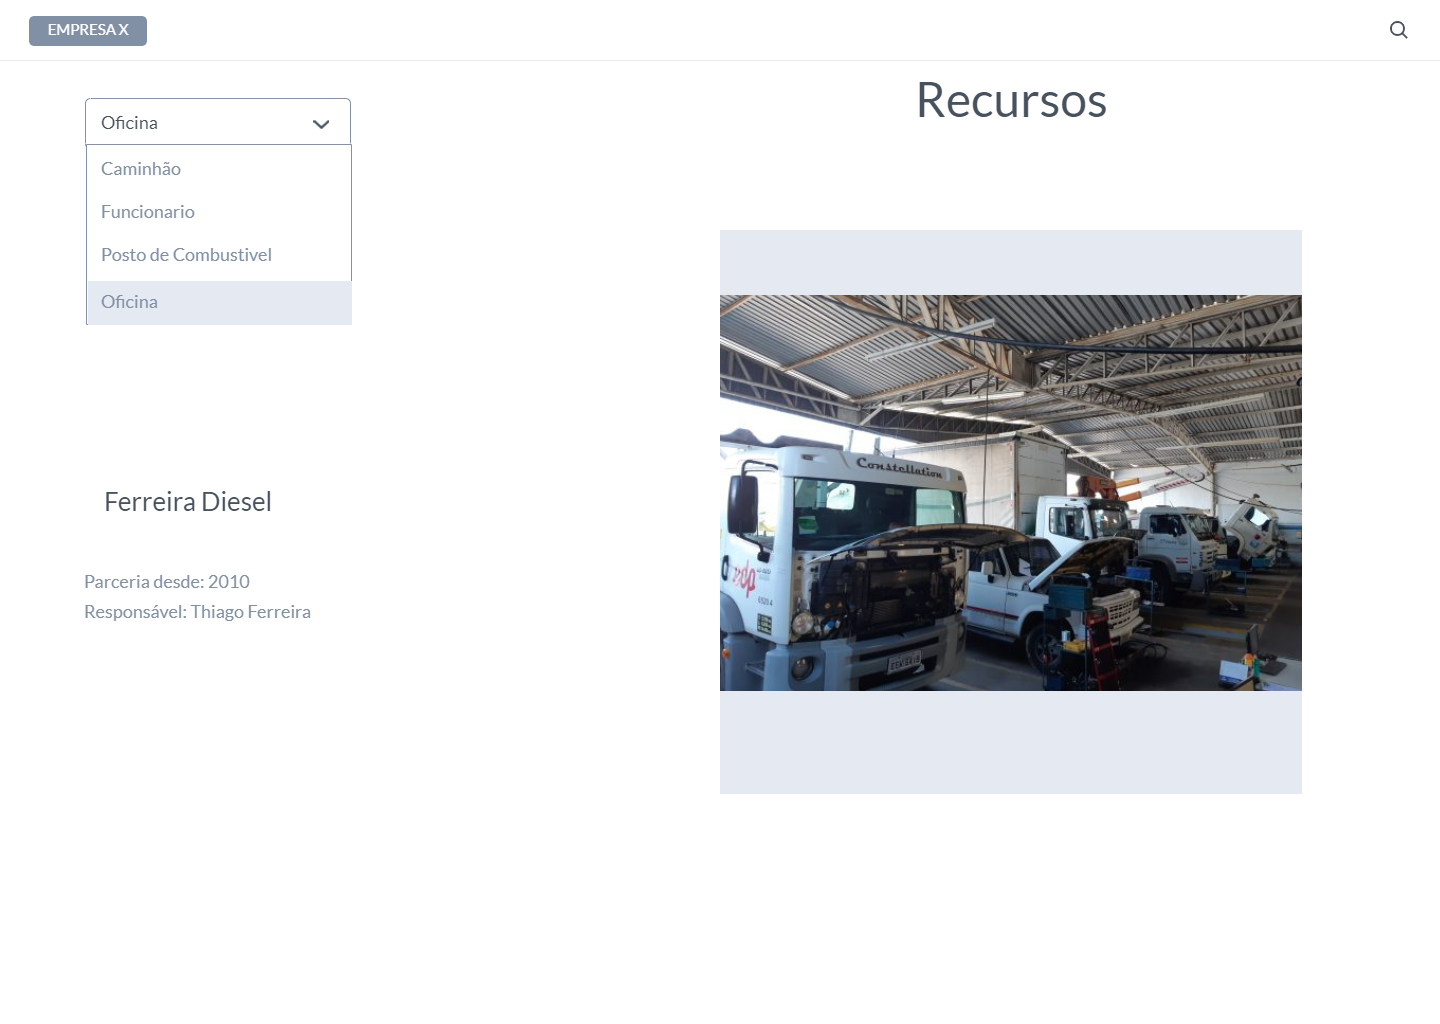 EMPRESA X
Recursos
Oficina
Caminhão
Funcionario
Posto de Combustivel
Oficina
Ferreira Diesel
Parceria desde: 2010
Responsável: Thiago Ferreira
Constellation
edp